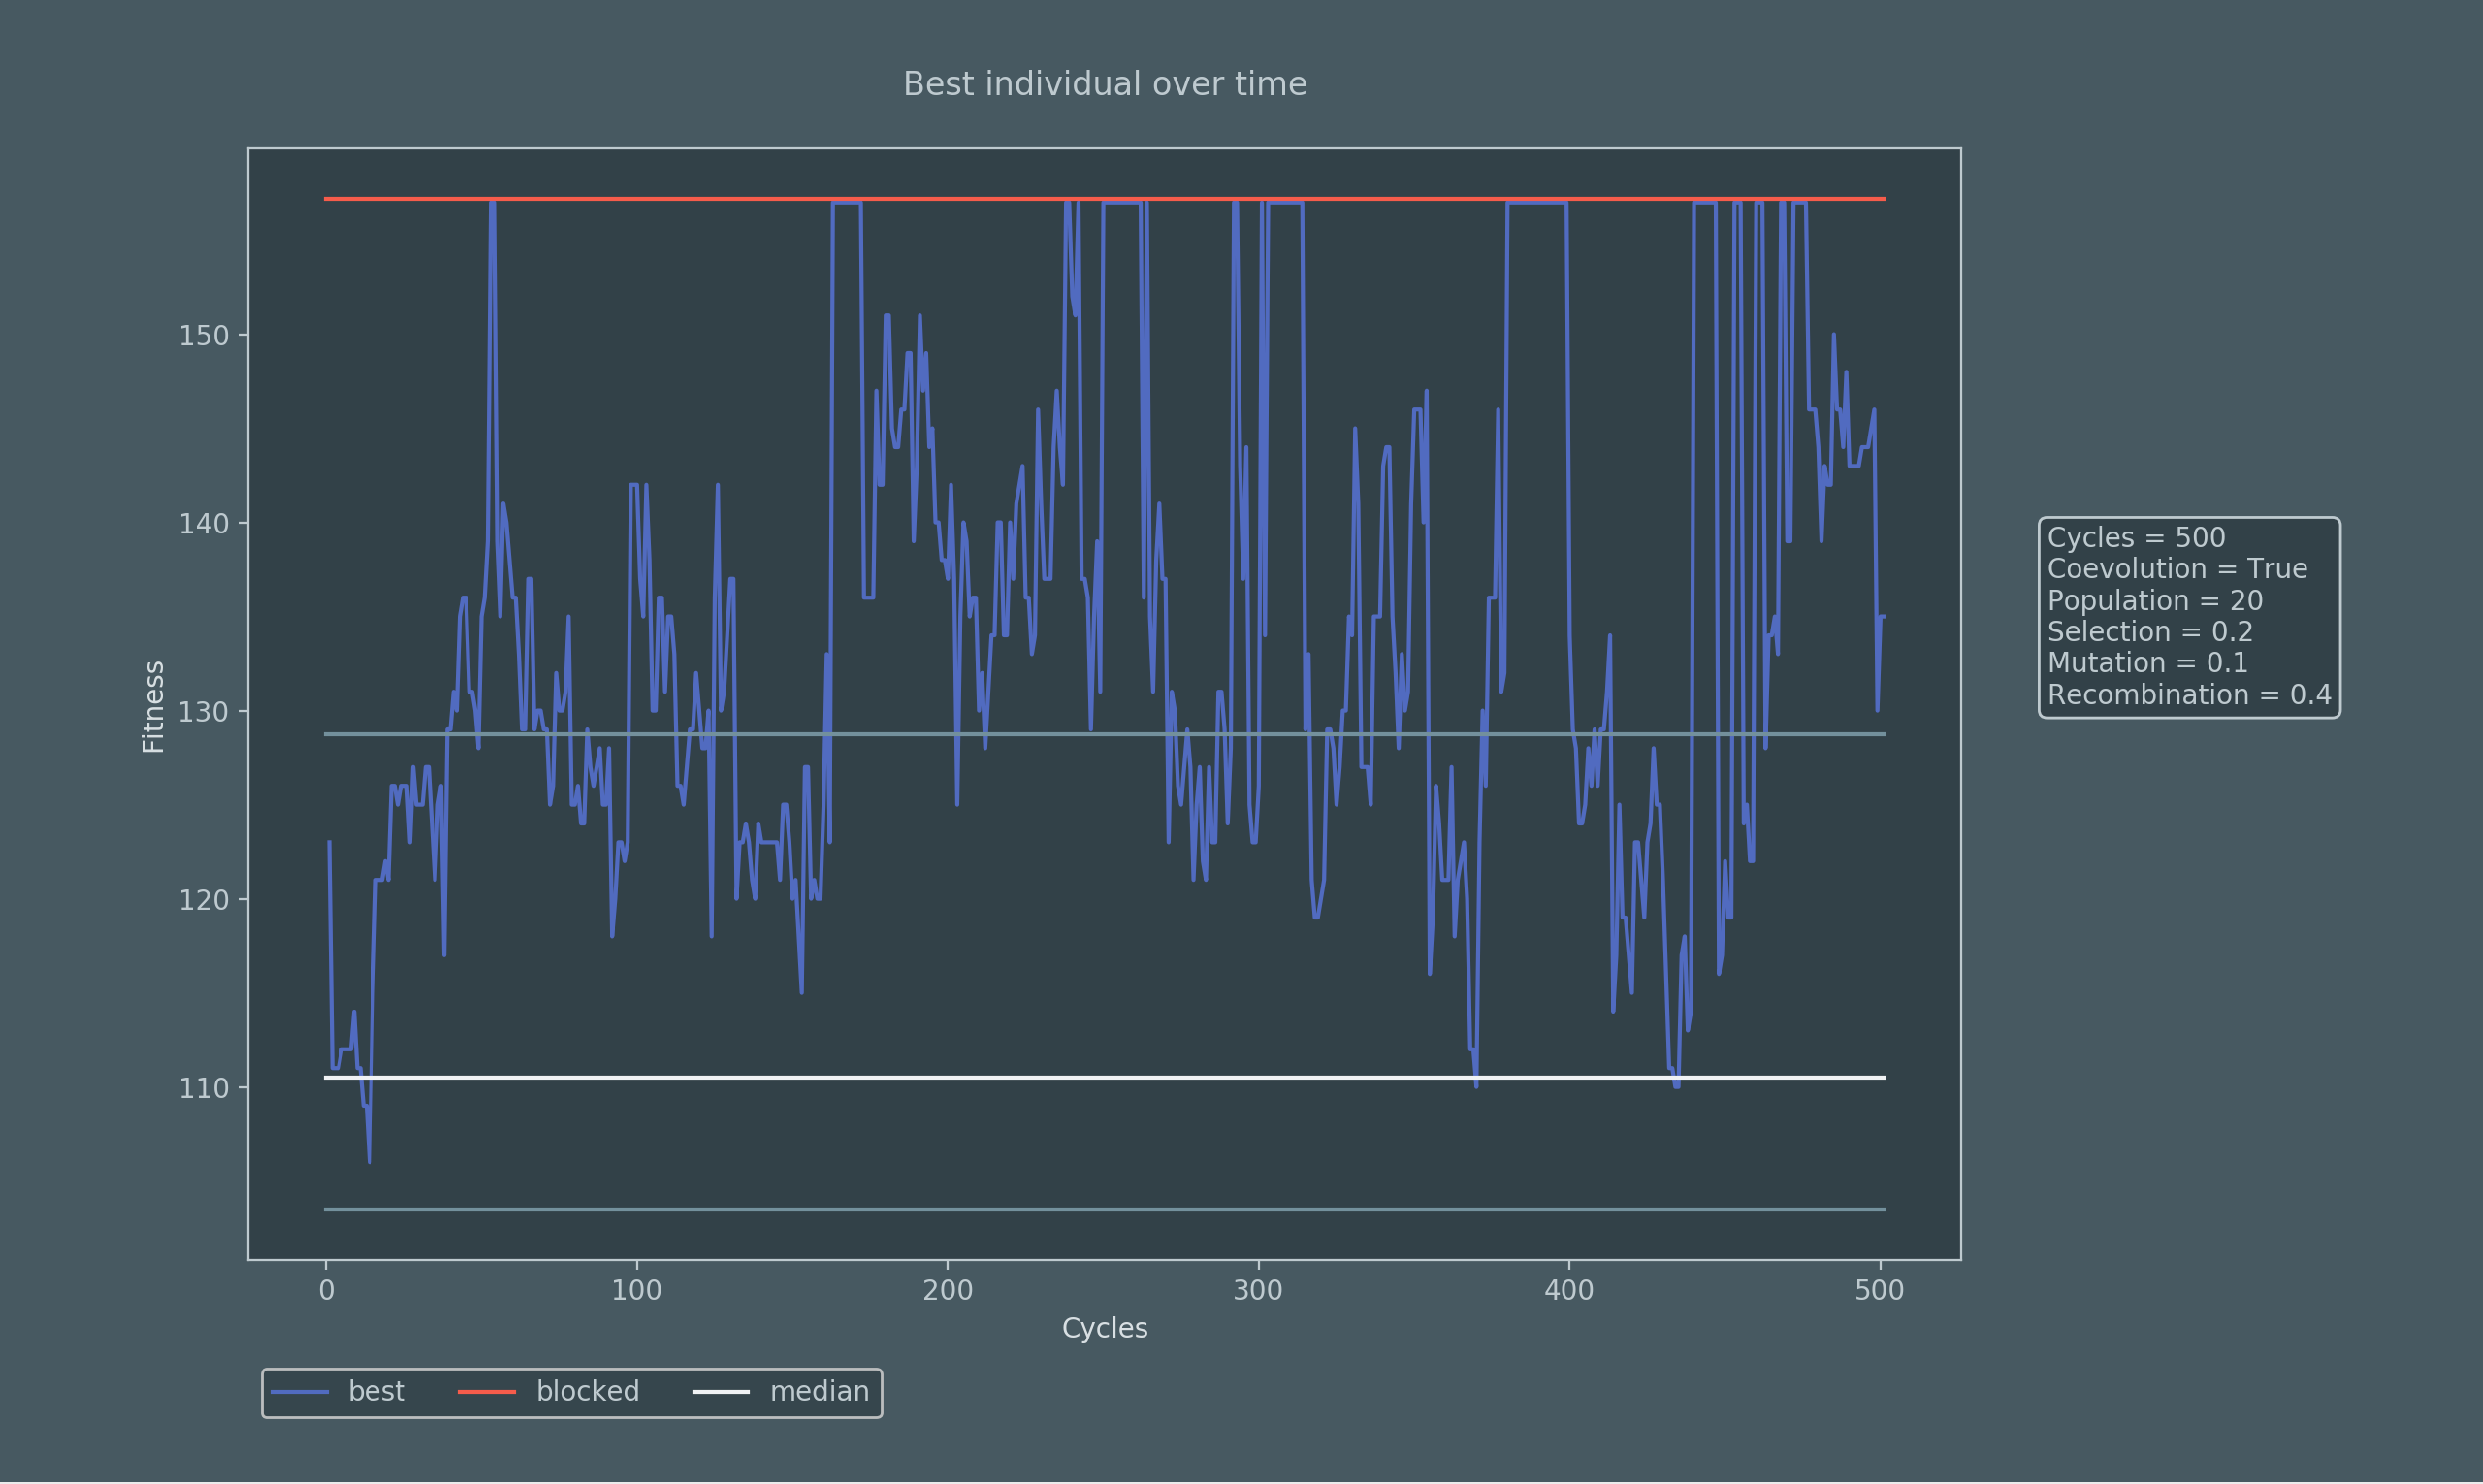 Best individual over time
Fitness
150
140
130
120
110
0 100 200 300 400 500
Cycles
best blocked median
Cycles = 500
Coevolution = True
Population = 20
Selection = 0.2
Mutation = 0.1
Recombination = 0.4